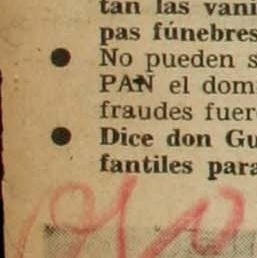 tan las vani
pas fúnebres
● No pueden s
PAN el dom
fraudes fuer
● Dice don Gu
fantiles para